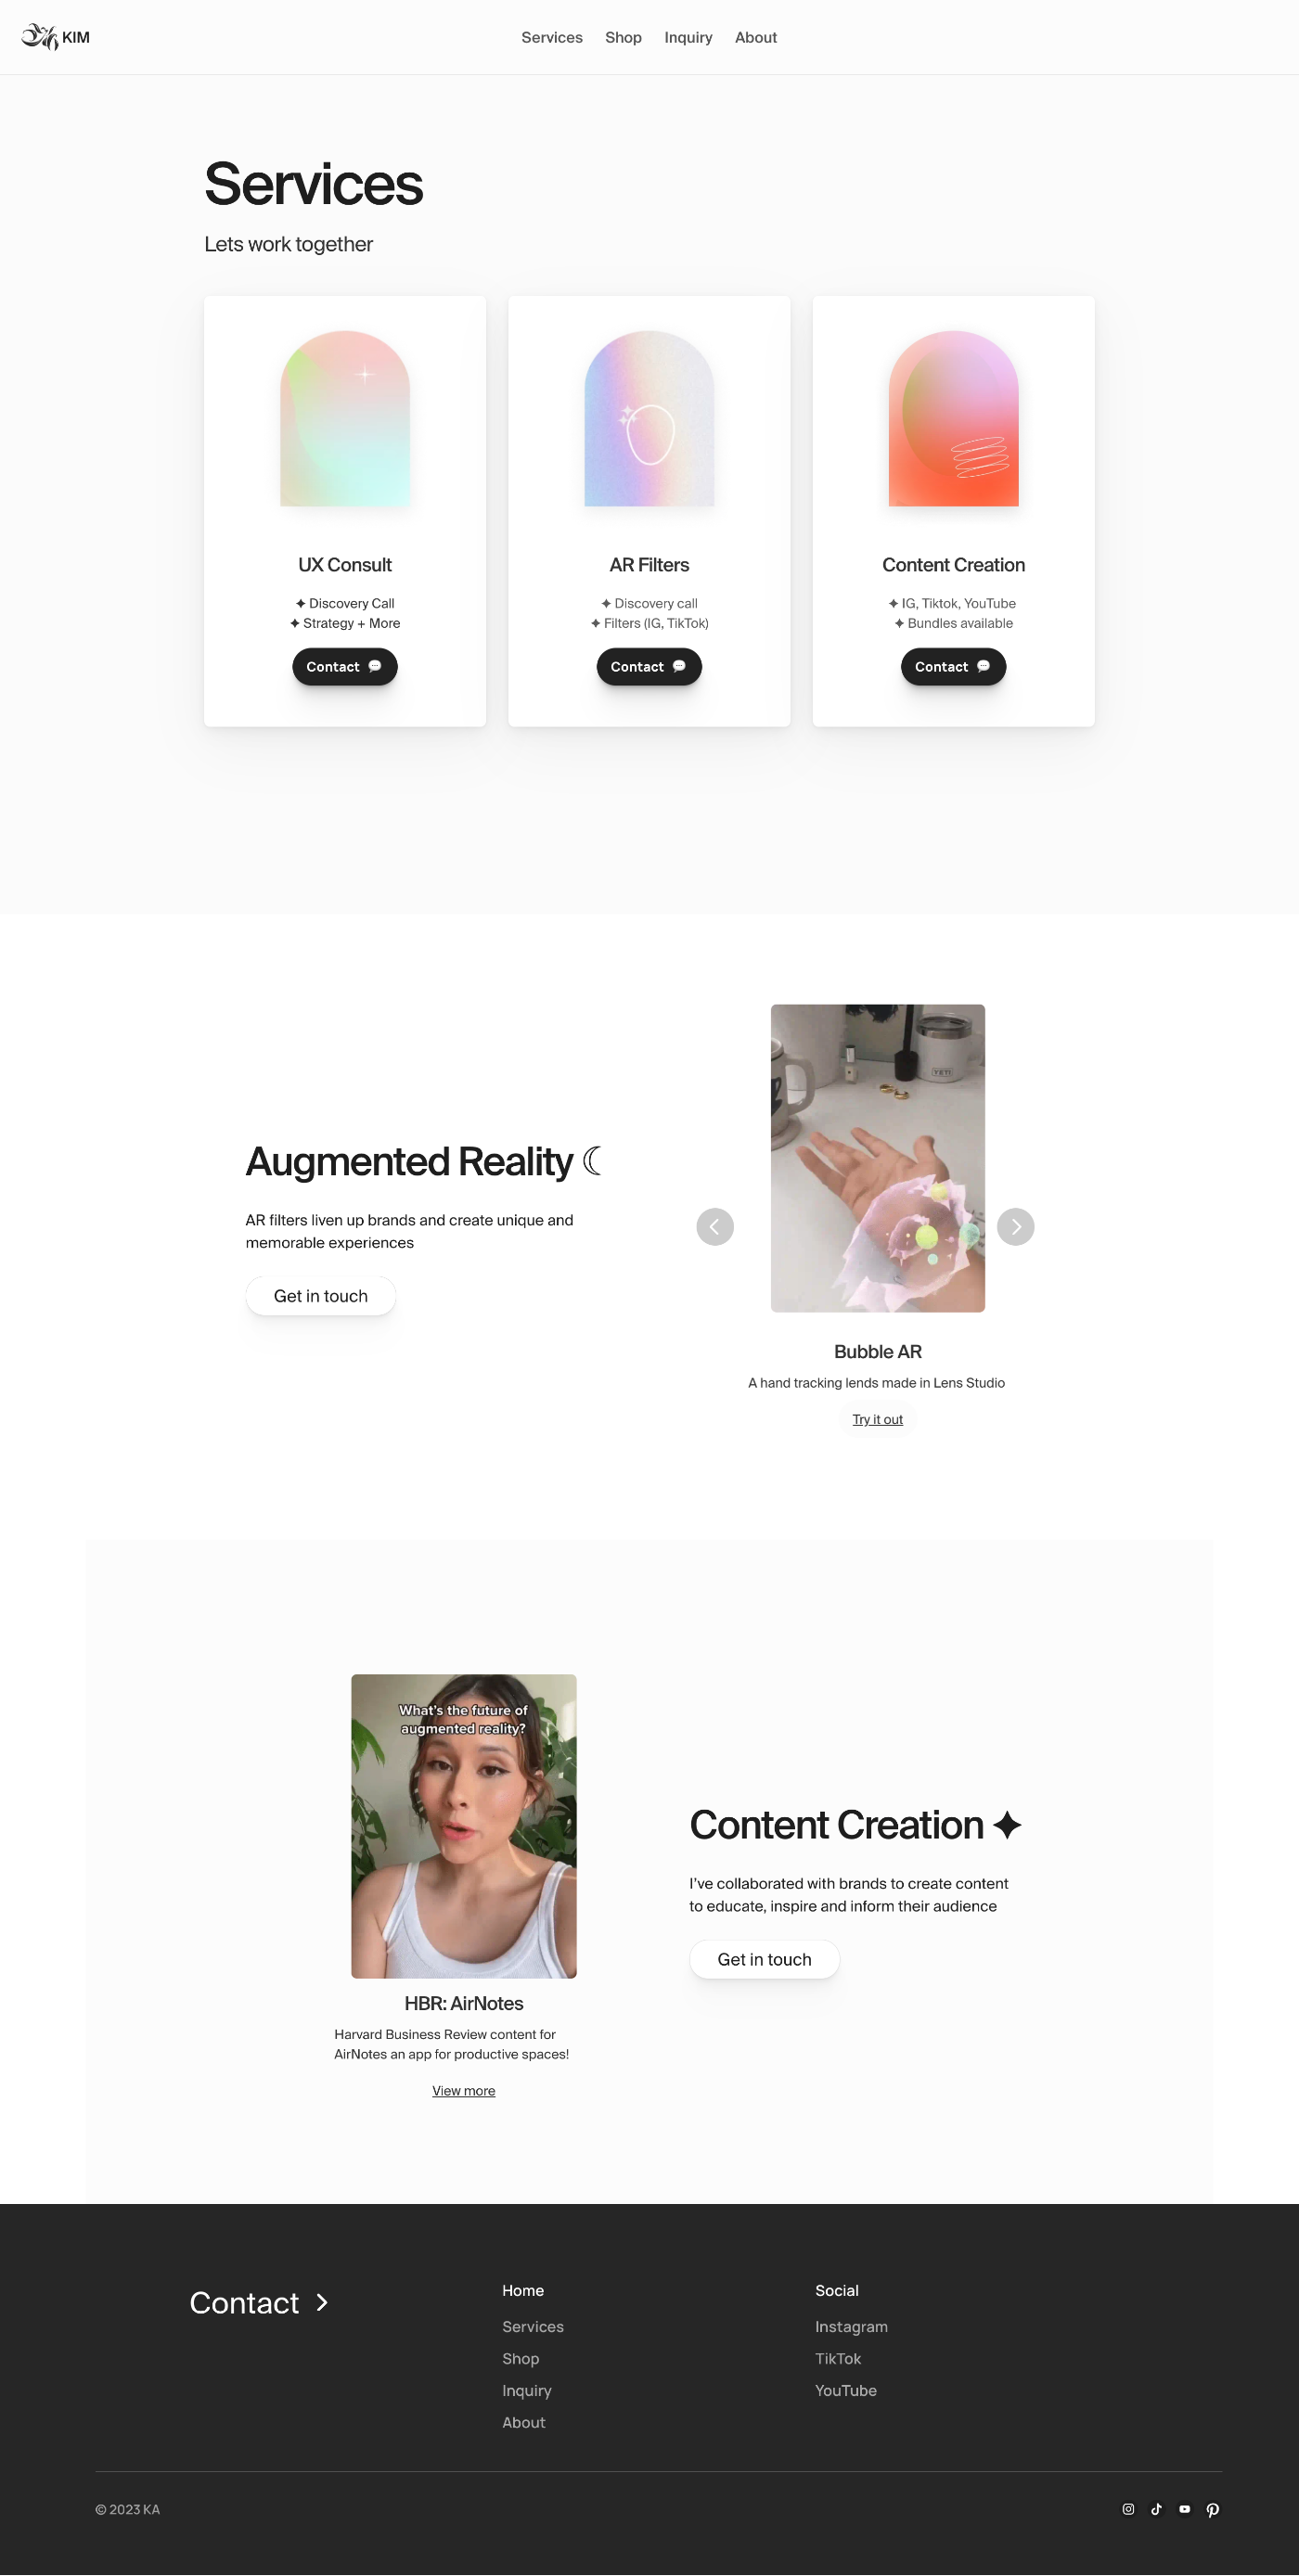 KIM
Services
Shop
Inquiry
About
Services
Lets work together
UX Consult
✦ Discovery Call
✦ Strategy + More
Contact 💬
AR Filters
✦ Discovery call
✦ Filters (IG, TikTok)
Contact 💬
Content Creation
✦ IG, Tiktok, YouTube
✦ Bundles available
Contact 💬
Augmented Reality ☾
AR filters liven up brands and create unique and
memorable experiences
Get in touch
YETI
Bubble AR
A hand tracking lends made in Lens Studio
Try it out
What's the future of
augmented reality?
HBR: AirNotes
Harvard Business Review content for
AirNotes an app for productive spaces!
View more
Content Creation ✦
I've collaborated with brands to create content
to educate, inspire and inform their audience
Get in touch
Contact
Home
Services
Shop
Inquiry
About
Social
Instagram
TikTok
YouTube
© 2023 KA